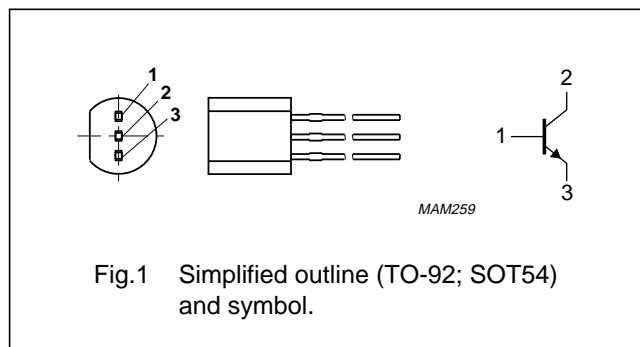 1
2
3
2
1
3
MAM259
Fig.1 Simplified outline (TO-92; SOT54)
and symbol.